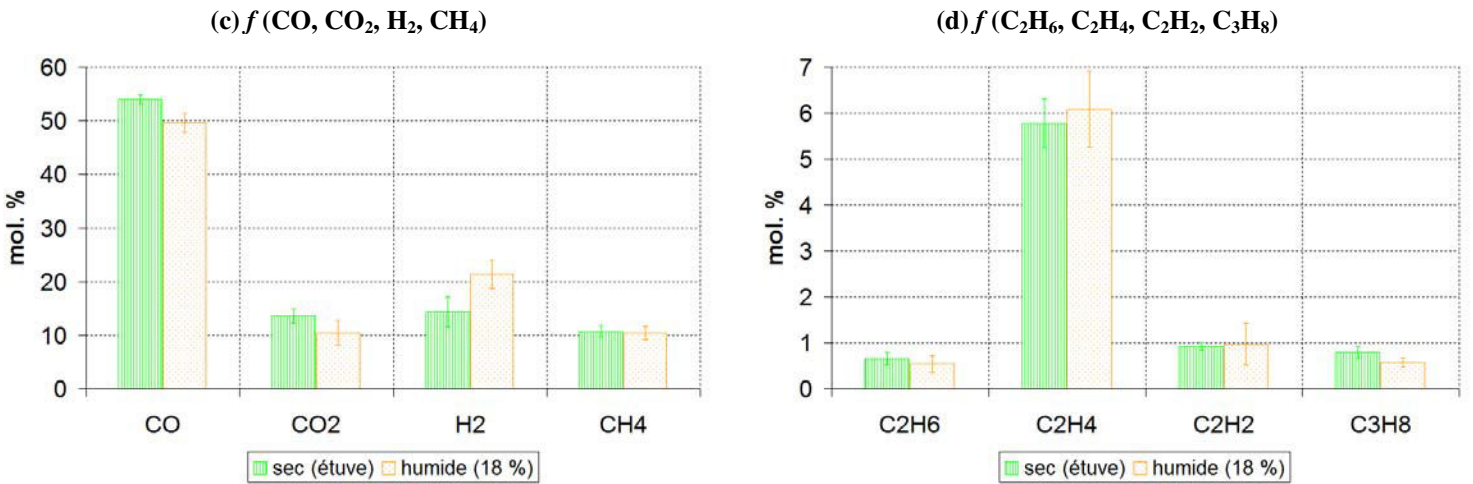 (c) f (CO, CO₂, H₂, CH₄)
60
50
40
30
20
10
0
mol. %
CO CO2 H2 CH4
sec (étuve) humide (18 %)
(d) f (C₂H₆, C₂H₄, C₂H₂, C₃H₈)
7
6
5
4
3
2
1
0
mol. %
C2H6 C2H4 C2H2 C3H8
sec (étuve) humide (18 %)